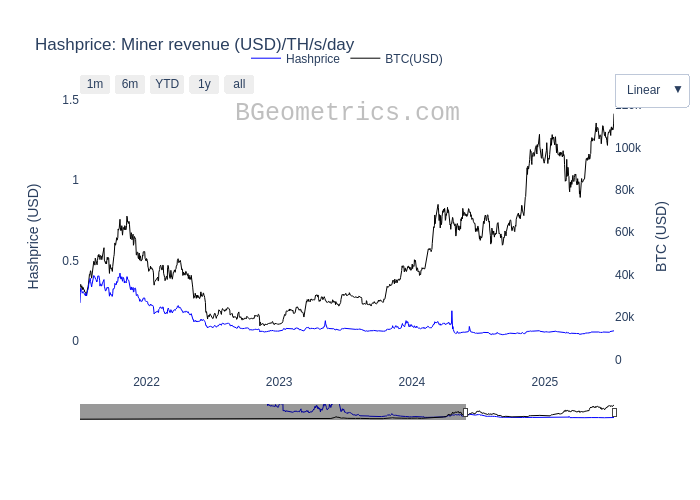 Hashprice: Miner revenue (USD)/TH/s/day
Hashprice
BTC(USD)
1m
6m
YTD
1y
all
Linear
▼
BGeometrics.com
1.5
1
0.5
0
Hashprice (USD)
120k
100k
80k
60k
40k
20k
0
BTC (USD)
2022
2023
2024
2025